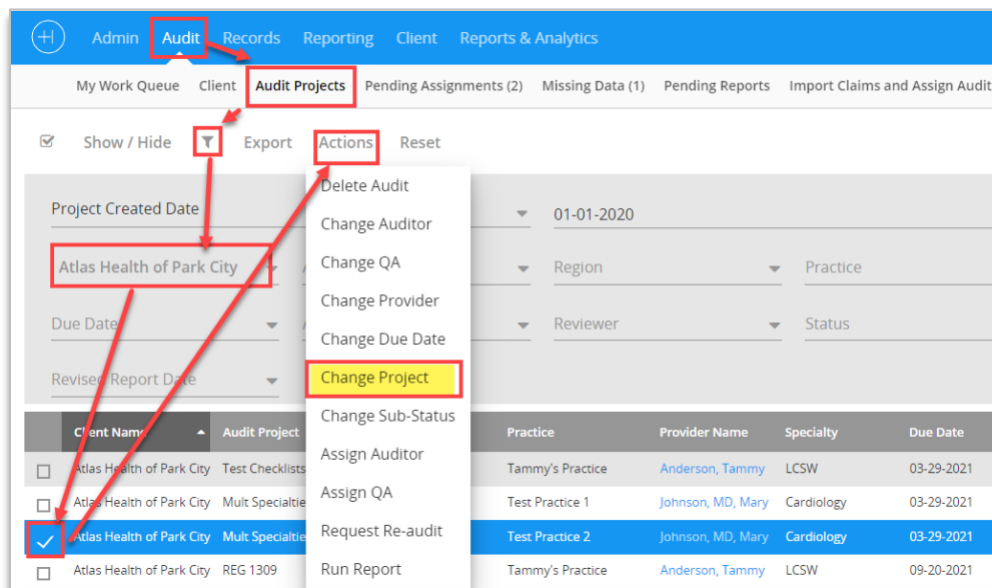 Admin Audit Records Reporting Client Reports & Analytics
My Work Queue Client Audit Projects Pending Assignments (2) Missing Data (1) Pending Reports Import Claims and Assign Audit
Show / Hide Export Actions Reset
Delete Audit
Project Created Date 01-01-2020
Change Auditor
Change QA
Atlas Health of Park City Region Practice
Change Provider
Due Date Reviewer Status
Change Due Date
Revised Report Date
Change Project
Change Sub-Status
Client Name Audit Project Practice Provider Name Specialty Due Date
Assign Auditor
Atlas Health of Park City Test Checklists Tammy's Practice Anderson, Tammy LCSW 03-29-2021
Assign QA
Atlas Health of Park City Mult Specialtie Test Practice 1 Johnson, MD, Mary Cardiology 03-29-2021
Request Re-audit
Atlas Health of Park City Mult Specialtie Test Practice 2 Johnson, MD, Mary Cardiology 03-29-2021
Run Report
Atlas Health of Park City REG 1309 Tammy's Practice Anderson, Tammy LCSW 09-20-2021